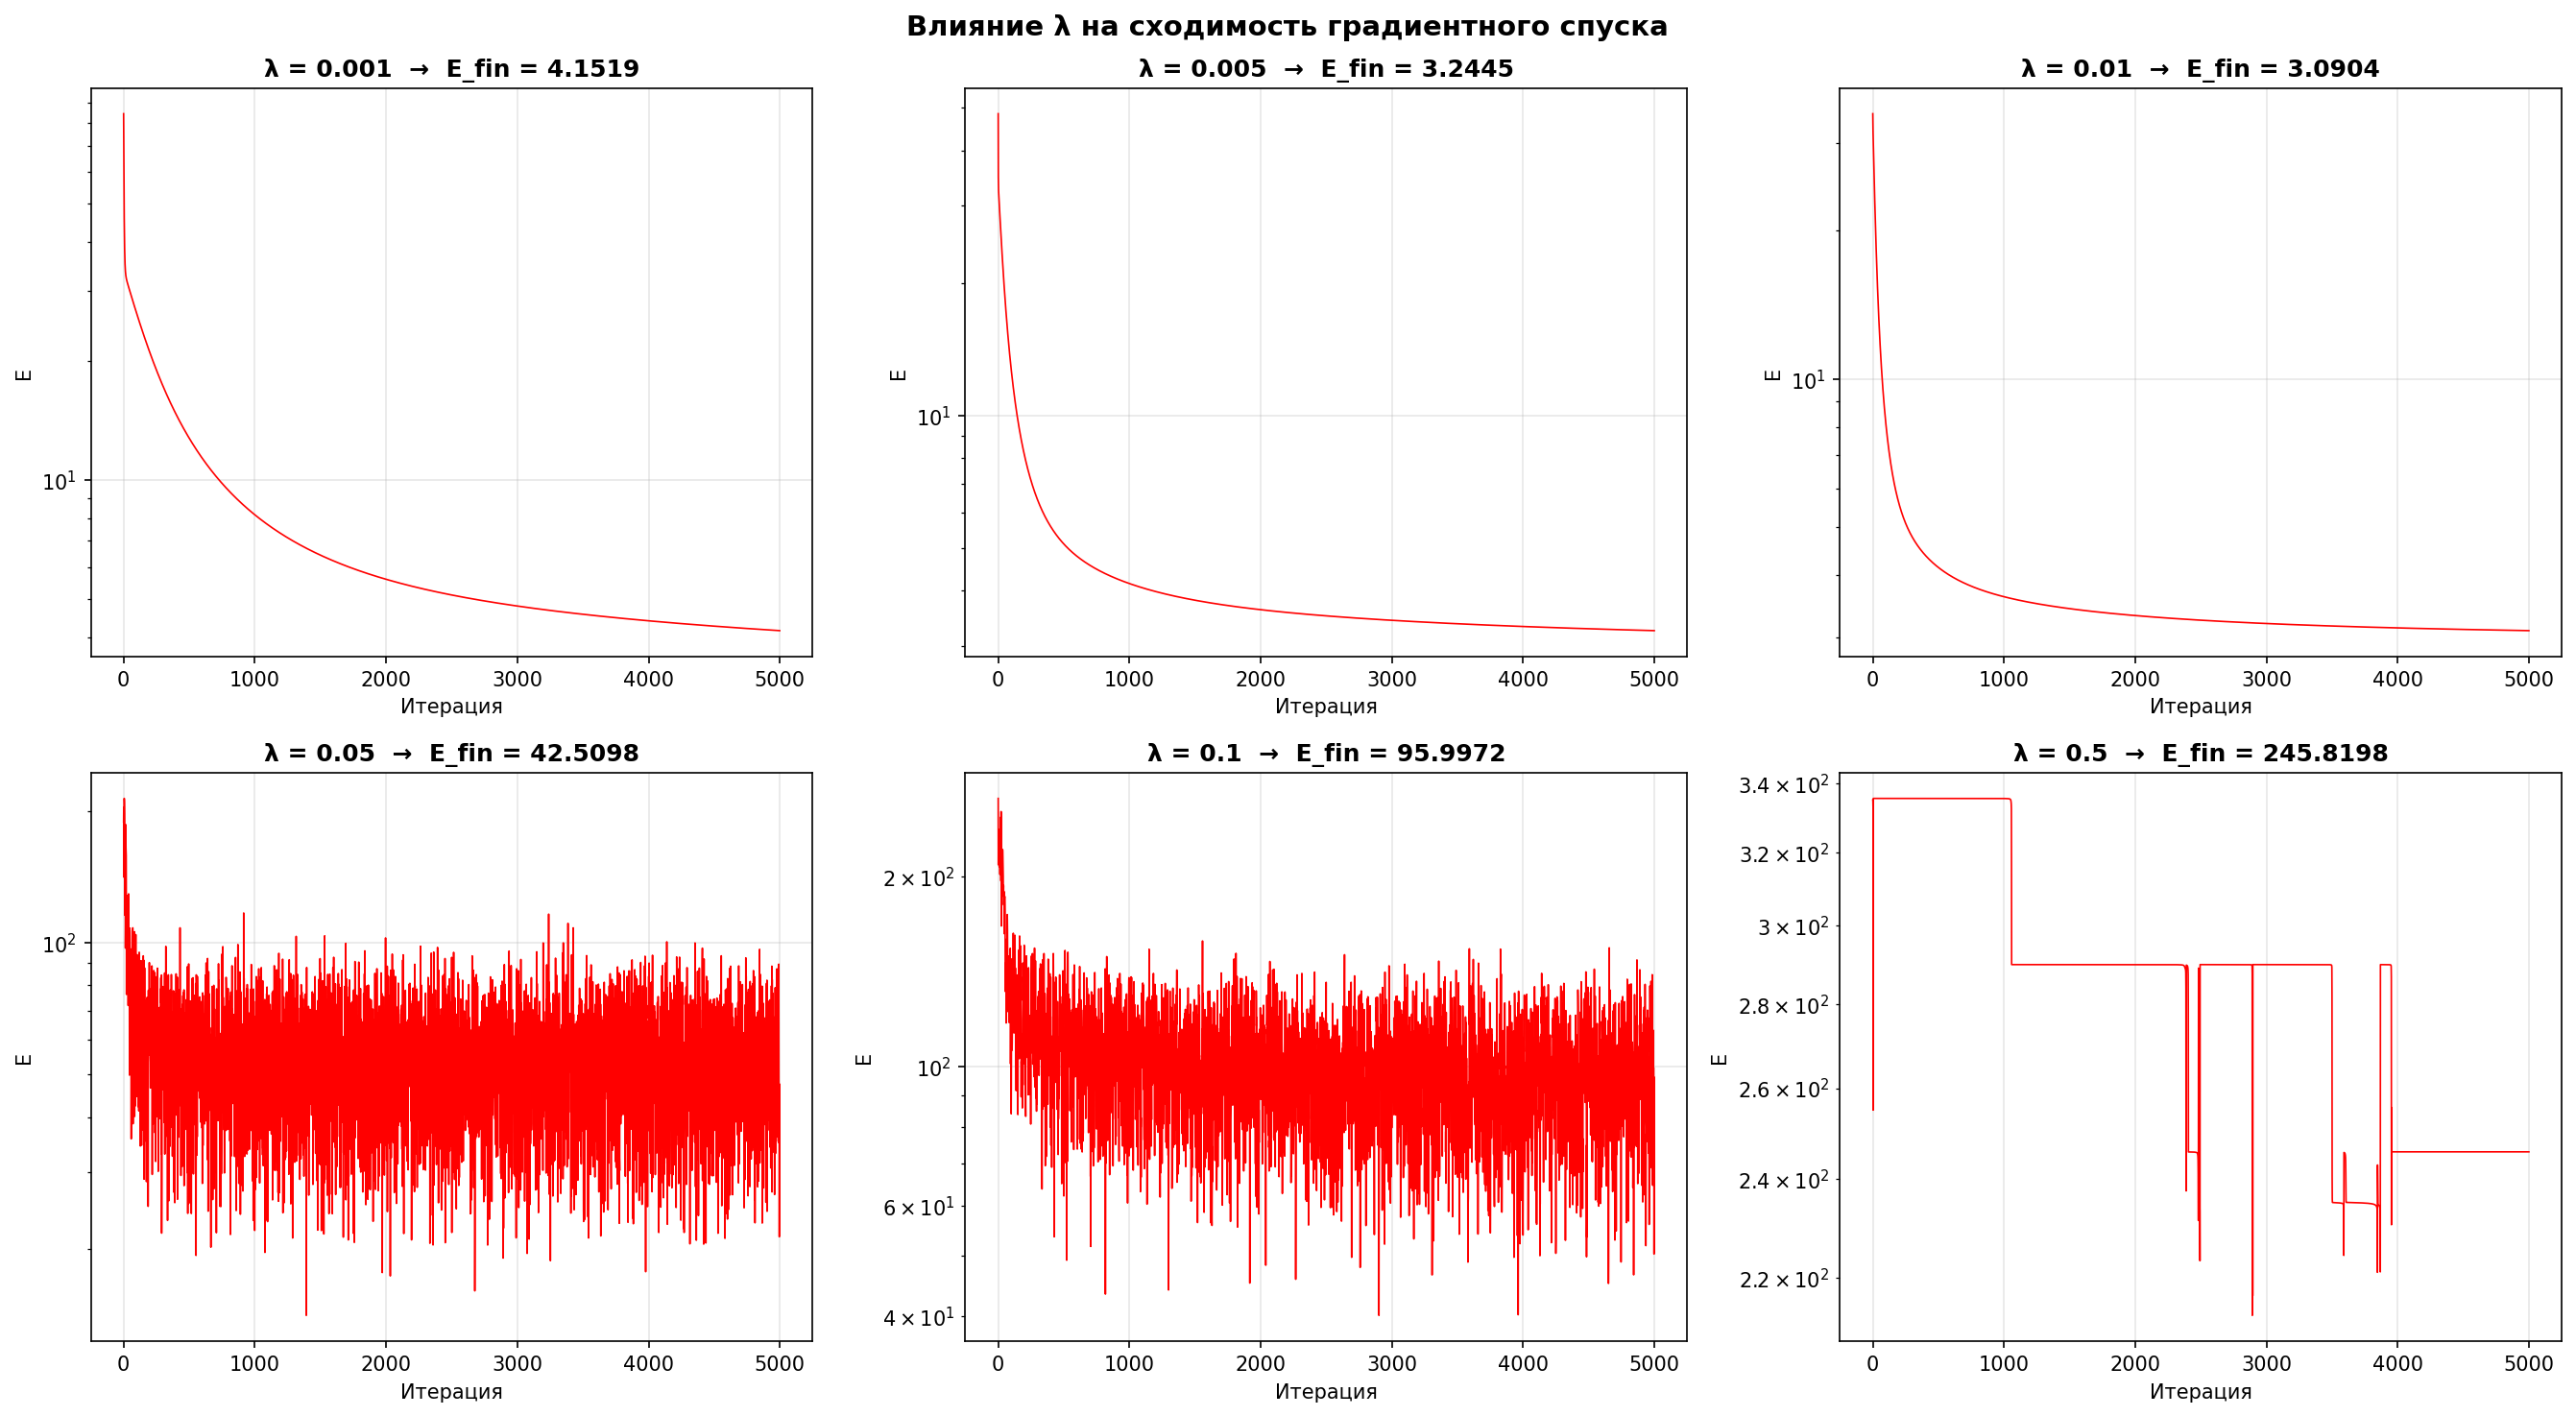 Влияние λ на сходимость градиентного спуска
λ = 0.001 → E_fin = 4.1519
E
10¹
0 1000 2000 3000 4000 5000
Итерация
λ = 0.005 → E_fin = 3.2445
E
10¹
0 1000 2000 3000 4000 5000
Итерация
λ = 0.01 → E_fin = 3.0904
E
10¹
0 1000 2000 3000 4000 5000
Итерация
λ = 0.05 → E_fin = 42.5098
E
10²
0 1000 2000 3000 4000 5000
Итерация
λ = 0.1 → E_fin = 95.9972
E
2 × 10²
10²
6 × 10¹
4 × 10¹
0 1000 2000 3000 4000 5000
Итерация
λ = 0.5 → E_fin = 245.8198
E
3.4 × 10²
3.2 × 10²
3 × 10²
2.8 × 10²
2.6 × 10²
2.4 × 10²
2.2 × 10²
0 1000 2000 3000 4000 5000
Итерация